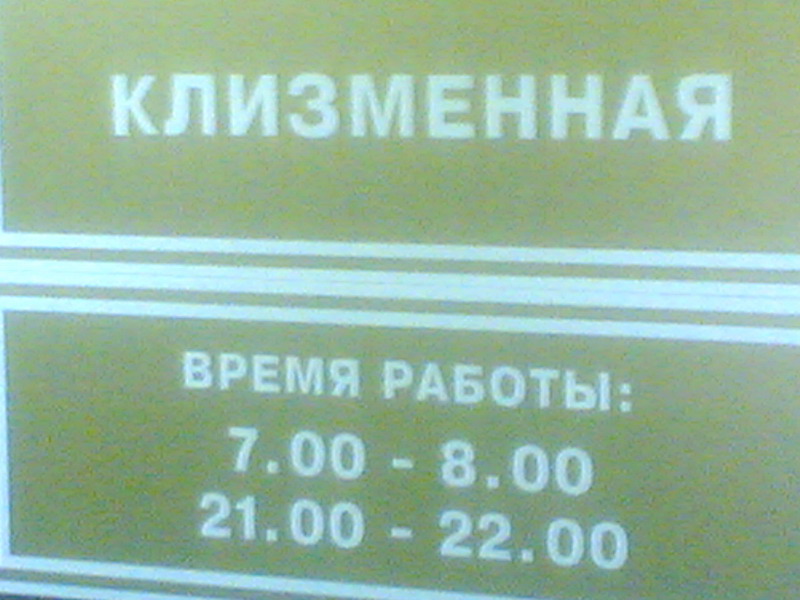 КЛИЗМЕННАЯ
ВРЕМЯ РАБОТЫ:
7.00 - 8.00
21.00 - 22.00